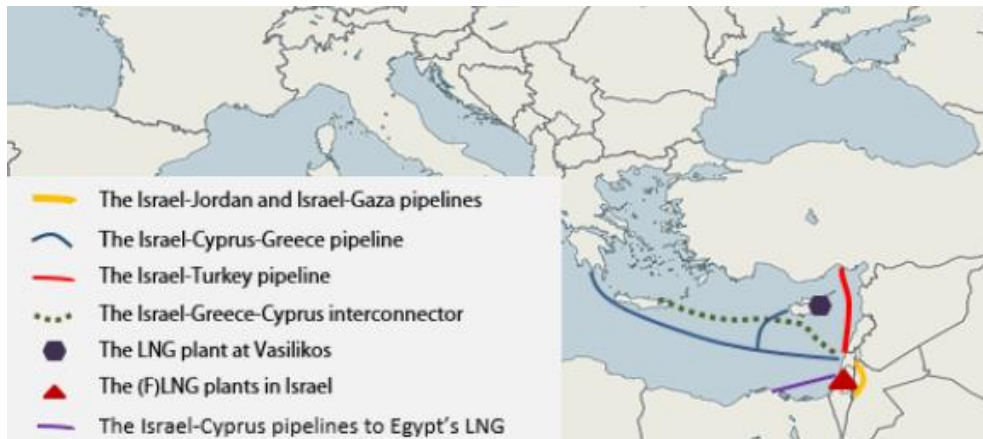 The Israel-Jordan and Israel-Gaza pipelines
The Israel-Cyprus-Greece pipeline
The Israel-Turkey pipeline
The Israel-Greece-Cyprus interconnector
The LNG plant at Vasilikos
The (F)LNG plants in Israel
The Israel-Cyprus pipelines to Egypt's LNG